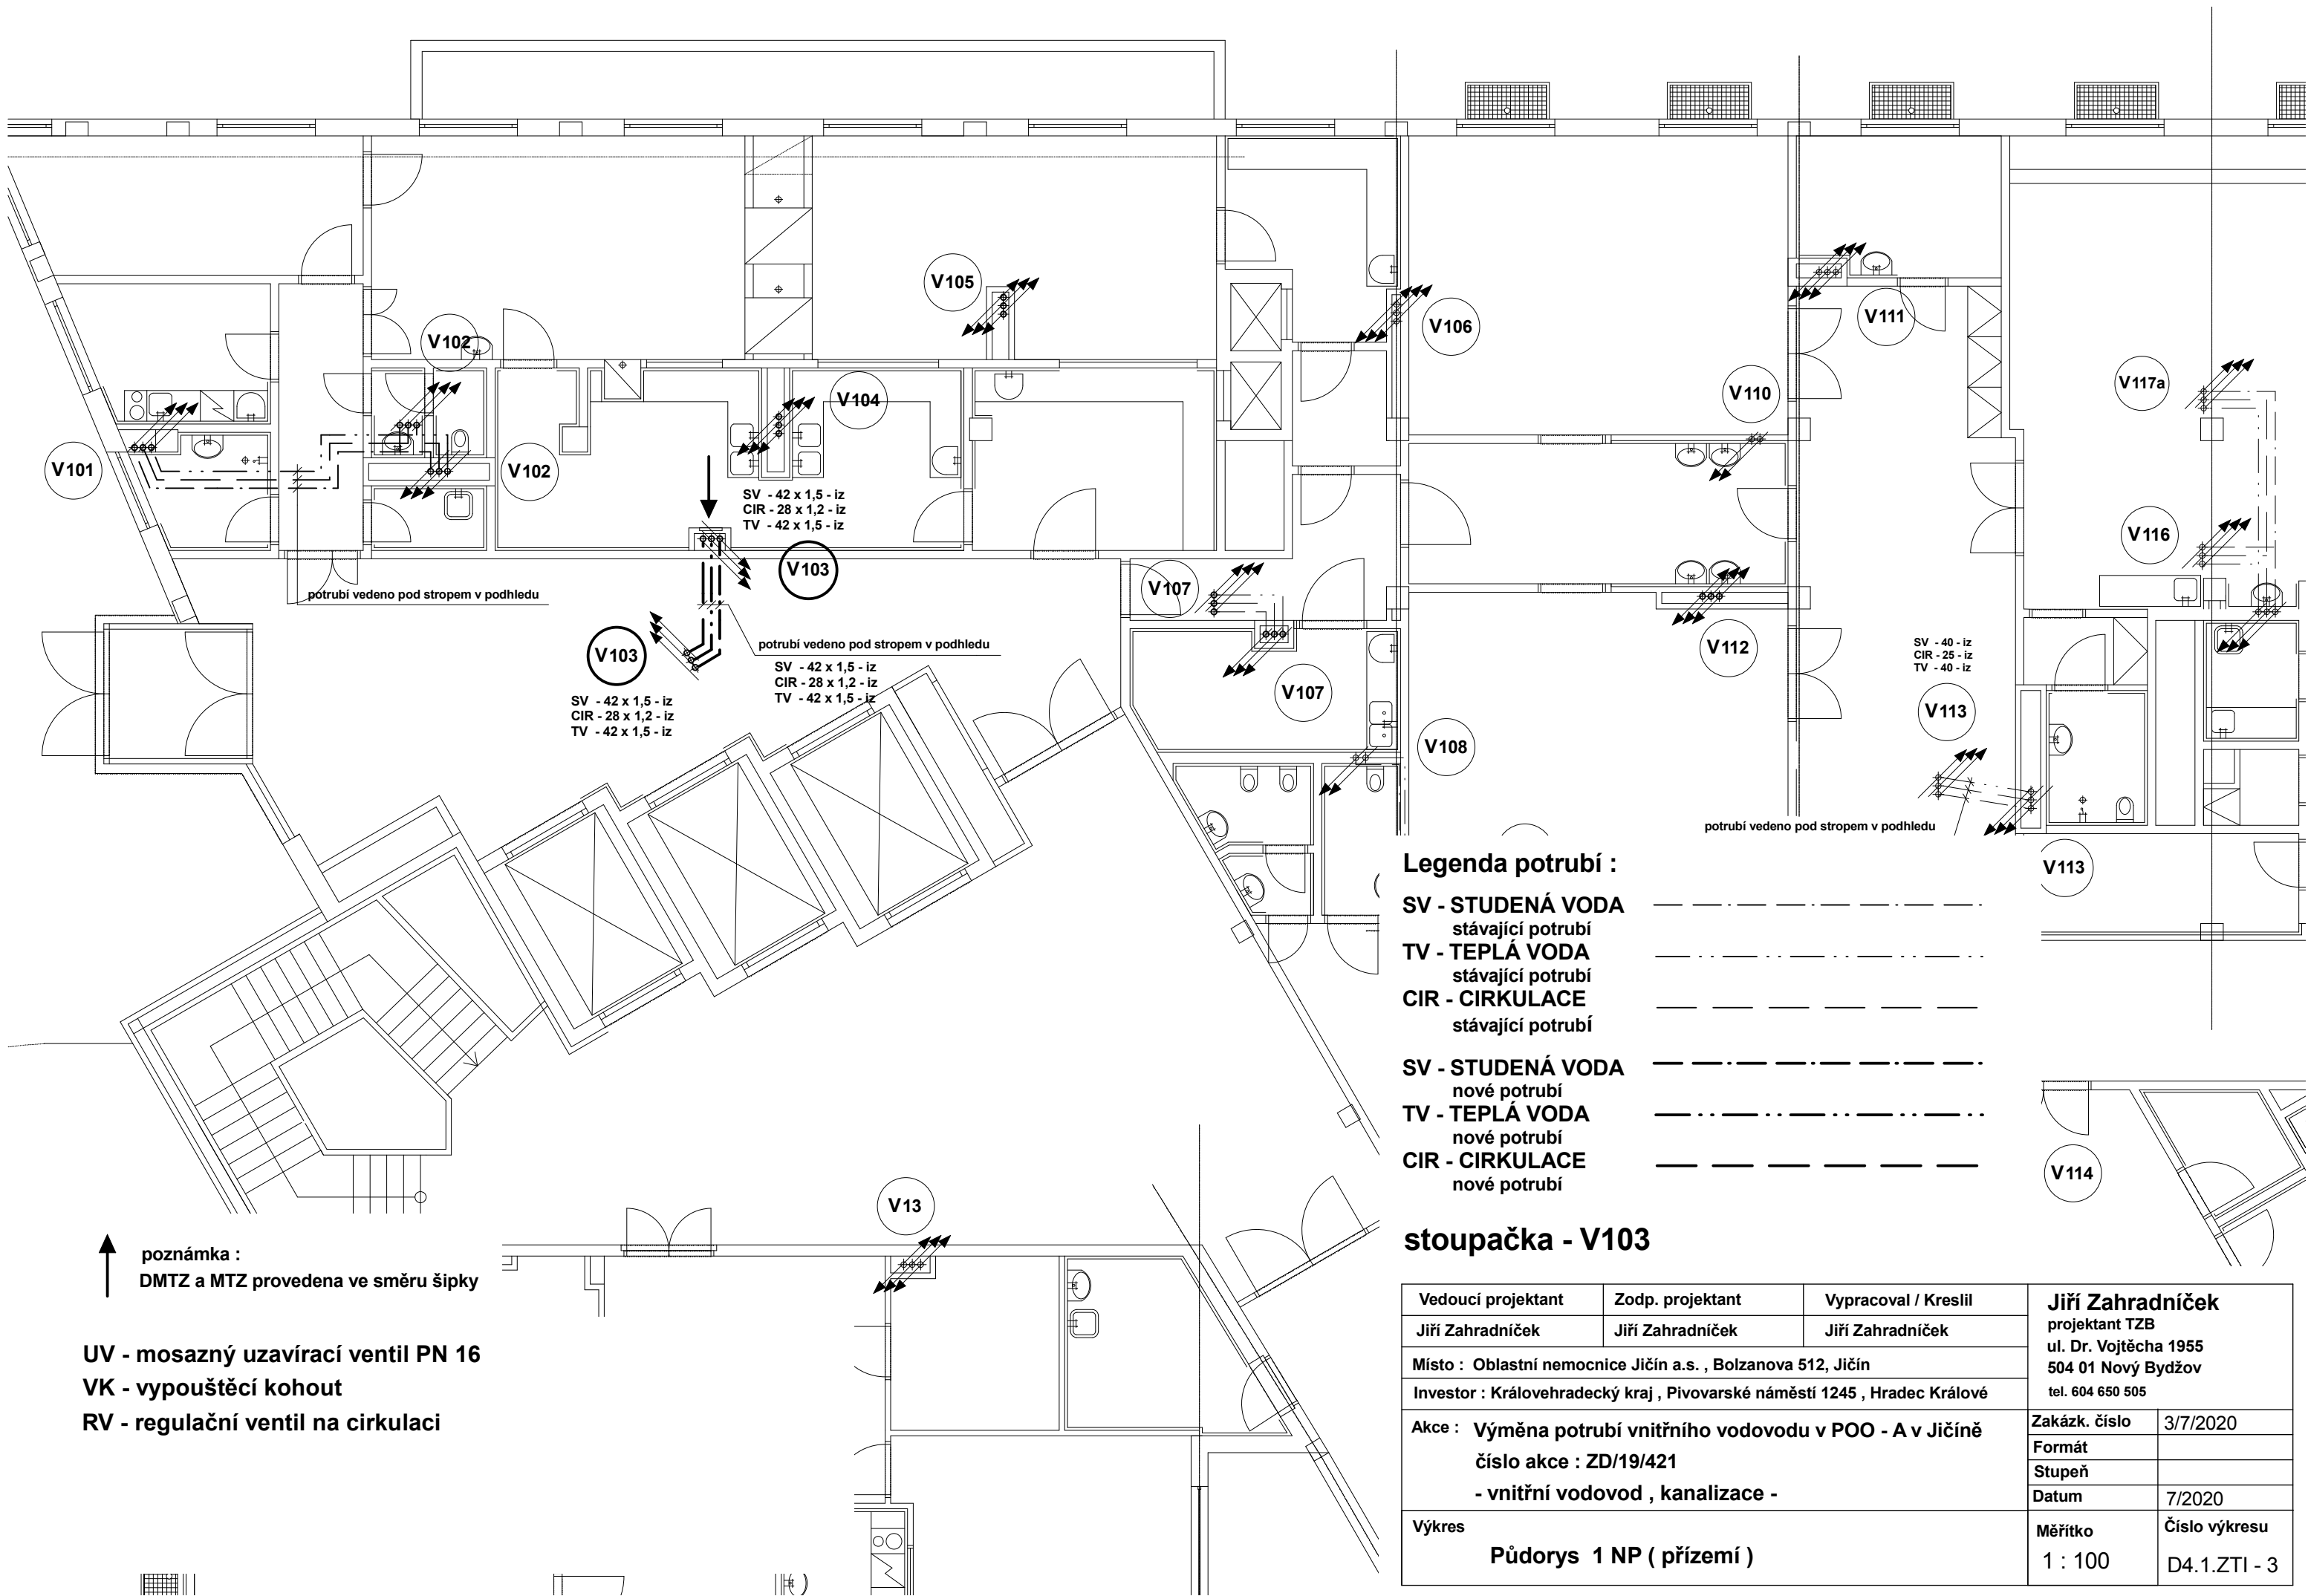 V105
V106
V111
V102
V110
V117a
V104
V101
V102
SV - 42 x 1,5 - iz
CIR - 28 x 1,2 - iz
TV - 42 x 1,5 - iz
V103
V116
V107
potrubí vedeno pod stropem v podhledu
V103
potrubí vedeno pod stropem v podhledu
SV - 42 x 1,5 - iz
CIR - 28 x 1,2 - iz
TV - 42 x 1,5 - iz
SV - 42 x 1,5 - iz
CIR - 28 x 1,2 - iz
TV - 42 x 1,5 - iz
V112
SV - 40 - iz
CIR - 25 - iz
TV - 40 - iz
V107
V113
V108
potrubí vedeno pod stropem v podhledu
V113
Legenda potrubí :
SV - STUDENÁ VODA
stávající potrubí
TV - TEPLÁ VODA
stávající potrubí
CIR - CIRKULACE
stávající potrubí
SV - STUDENÁ VODA
nové potrubí
TV - TEPLÁ VODA
nové potrubí
CIR - CIRKULACE
nové potrubí
V114
V13
stoupačka - V103
poznámka :
DMTZ a MTZ provedena ve směru šipky
UV - mosazný uzavírací ventil PN 16
VK - vypouštěcí kohout
RV - regulační ventil na cirkulaci
Vedoucí projektant
Zodp. projektant
Vypracoval / Kreslil
Jiří Zahradníček
Jiří Zahradníček
Jiří Zahradníček
Jiří Zahradníček
projektant TZB
ul. Dr. Vojtěcha 1955
504 01 Nový Bydžov
tel. 604 650 505
Místo : Oblastní nemocnice Jičín a.s. , Bolzanova 512, Jičín
Investor : Královehradecký kraj , Pivovarské náměstí 1245 , Hradec Králové
Akce : Výměna potrubí vnitřního vodovodu v POO - A v Jičíně
číslo akce : ZD/19/421
- vnitřní vodovod , kanalizace -
Zakázk. číslo 3/7/2020
Formát
Stupeň
Datum 7/2020
Výkres
Půdorys 1 NP ( přízemí )
Měřítko
1 : 100
Číslo výkresu
D4.1.ZTI - 3